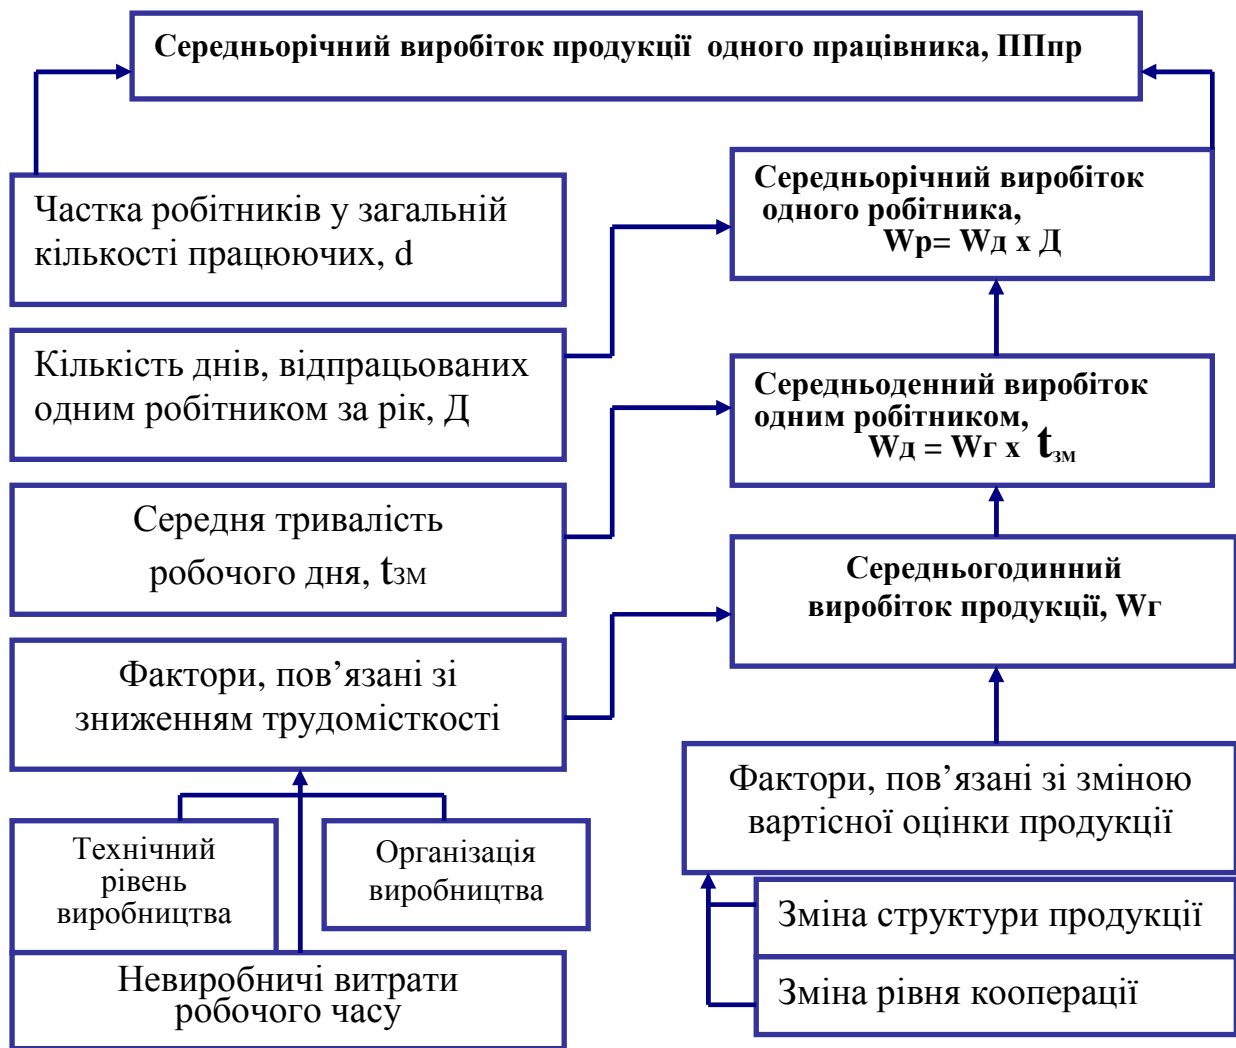 Середньорічний виробіток продукції одного працівника, ППпр
Частка робітників у загальній
кількості працюючих, d
Середньорічний виробіток
одного робітника,
Wр= Wд х Д
Кількість днів, відпрацьованих
одним робітником за рік, Д
Середньоденний виробіток
одним робітником,
Wд = Wг х tзм
Середня тривалість
робочого дня, tзм
Середньогодинний
виробіток продукції, Wг
Фактори, пов’язані зі
зниженням трудомісткості
Фактори, пов’язані зі зміною
вартісної оцінки продукції
Технічний
рівень
виробництва
Організація
виробництва
Зміна структури продукції
Невиробничі витрати
робочого часу
Зміна рівня кооперації